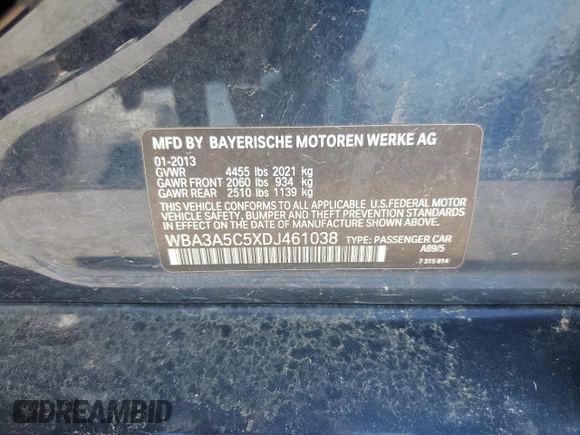 MFD BY BAYERISCHE MOTOREN WERKE AG
01-2013
GVWR 4455 lbs 2021 kg
GAWR FRONT 2060 lbs 934 kg
GAWR REAR 2510 lbs 1139 kg
THIS VEHICLE CONFORMS TO ALL APPLICABLE U.S.FEDERAL MOTOR
VEHICLE SAFETY, BUMPER AND THEFT PREVENTION STANDARDS
IN EFFECT ON THE DATE OF MANUFACTURE SHOWN ABOVE.
WBA3A5C5XDJ461038 TYPE: PASSENGER CAR
A89/5
7 315 814
DREAMBID